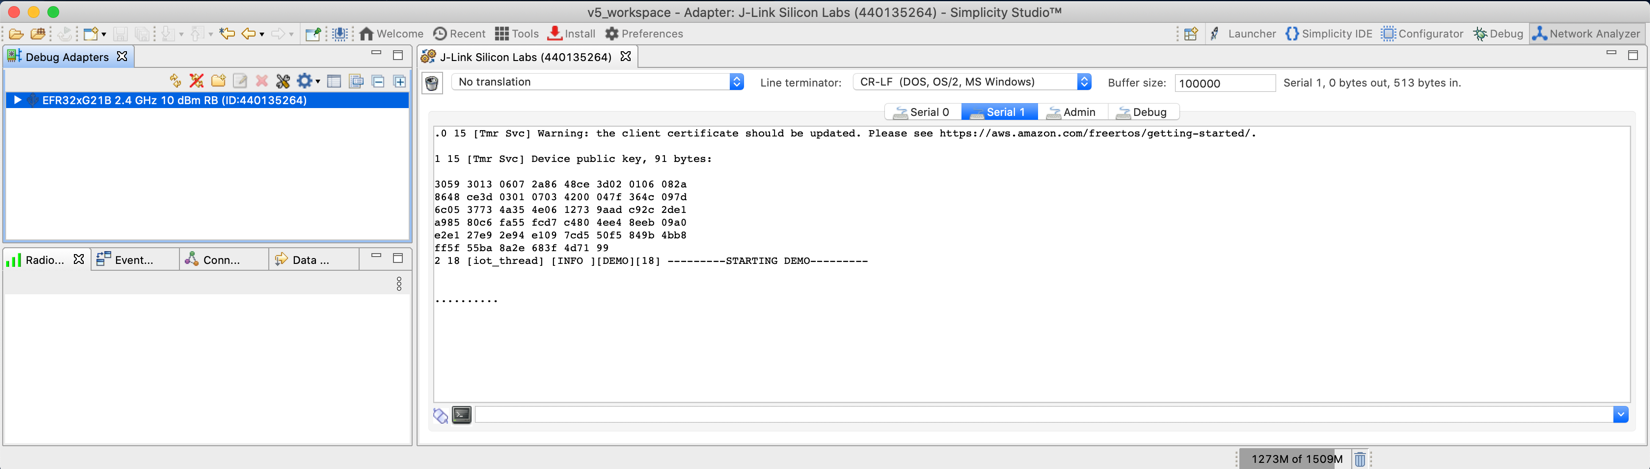 v5_workspace - Adapter: J-Link Silicon Labs (440135264) - Simplicity Studio™
Welcome Recent Tools Install Preferences Launcher Simplicity IDE Configurator Debug Network Analyzer
Debug Adapters
EFR32xG21B 2.4 GHz 10 dBm RB (ID:440135264)
Radio... Event... Conn... Data ...
J-Link Silicon Labs (440135264)
No translation Line terminator: CR-LF (DOS, OS/2, MS Windows) Buffer size: 100000 Serial 1, 0 bytes out, 513 bytes in.
Serial 0 Serial 1 Admin Debug
.0 15 [Tmr Svc] Warning: the client certificate should be updated. Please see https://aws.amazon.com/freertos/getting-started/.
1 15 [Tmr Svc] Device public key, 91 bytes:
3059 3013 0607 2a86 48ce 3d02 0106 082a
8648 ce3d 0301 0703 4200 047f 364c 097d
6c05 3773 4a35 4e06 1273 9aad c92c 2de1
a985 80c6 fa55 fcd7 c480 4ee4 8eeb 09a0
e2e1 27e9 2e94 e109 7cd5 50f5 849b 4bb8
ff5f 55ba 8a2e 683f 4d71 99
2 18 [iot_thread] [INFO ][DEMO][18] ---------STARTING DEMO---------
..........
1273M of 1509M